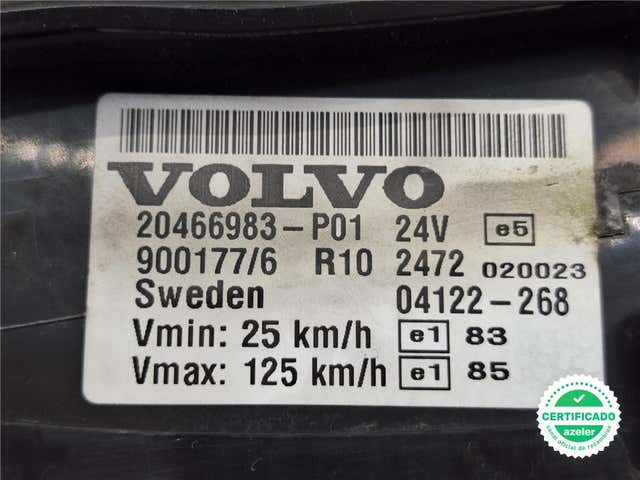 VOLVO
20466983-P01 24V e5
900177/6 R10 2472 020023
Sweden 04122-268
Vmin: 25 km/h e1 83
Vmax: 125 km/h e1 85
CERTIFICADO
azeler